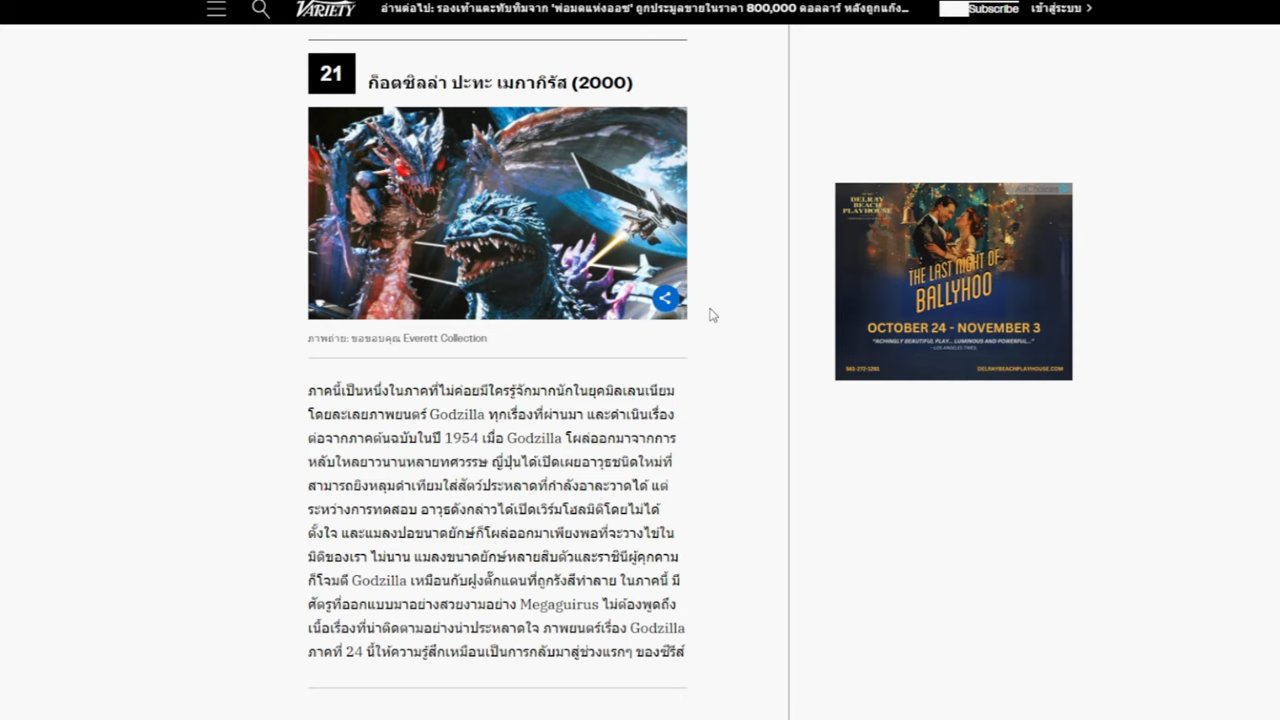 VARIETY
อ่านต่อไป: รองเท้าแตะทับทิมจาก 'พ่อมดแห่งออซ' ถูกประมูลขายในราคา 800,000 ดอลลาร์ หลังถูกแก๊ง...
Subscribe
เข้าสู่ระบบ
21
ก็อตซิลล่า ปะทะ เมกากิรัส (2000)
ภาพถ่าย: ขอขอบคุณ Everett Collection
ภาคนี้เป็นหนึ่งในภาคที่ไม่ค่อยมีใครรู้จักมากนักในยุคมิลเลนเนียม
โดยละเลยภาพยนตร์ Godzilla ทุกเรื่องที่ผ่านมา และดำเนินเรื่อง
ต่อจากภาคต้นฉบับในปี 1954 เมื่อ Godzilla โผล่ออกมาจากการ
หลับใหลยาวนานหลายทศวรรษ ญี่ปุ่นได้เปิดเผยอาวุธชนิดใหม่ที่
สามารถยิงหลุมดำเทียมใส่สัตว์ประหลาดที่กำลังอาละวาดได้ แต่
ระหว่างการทดสอบ อาวุธดังกล่าวได้เปิดเวิร์มโฮลมิติโดยไม่ได้
ตั้งใจ และแมลงปอขนาดยักษ์ก็โผล่ออกมาเพียงพอที่จะวางไข่ใน
มิติของเรา ไม่นาน แมลงขนาดยักษ์หลายสิบตัวและราชินีผู้คุกคาม
ก็โจมตี Godzilla เหมือนกับฝูงตั๊กแตนที่ถูกรังสีทำลาย ในภาคนี้ มี
ศัตรูที่ออกแบบมาอย่างสวยงามอย่าง Megaguirus ไม่ต้องพูดถึง
เนื้อเรื่องที่น่าติดตามอย่างน่าประหลาดใจ ภาพยนตร์เรื่อง Godzilla
ภาคที่ 24 นี้ให้ความรู้สึกเหมือนเป็นการกลับมาสู่ช่วงแรกๆ ของซีรีส์
AdChoices
DELRAY
BEACH
PLAYHOUSE
THE LAST NIGHT OF
BALLYHOO
OCTOBER 24 - NOVEMBER 3
"ACHINGLY BEAUTIFUL, PLAY... LUMINOUS AND POWERFUL..."
- LOS ANGELES TIMES
561-272-1281
DELRAYBEACHPLAYHOUSE.COM